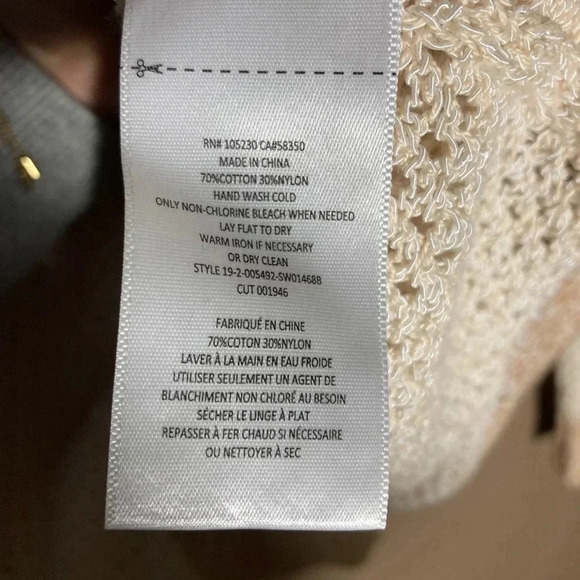 RN# 105230 CA#58350
MADE IN CHINA
70%COTTON 30%NYLON
HAND WASH COLD
ONLY NON-CHLORINE BLEACH WHEN NEEDED
LAY FLAT TO DRY
WARM IRON IF NECESSARY
OR DRY CLEAN
STYLE 19-2-005492-SW01468B
CUT 001946
FABRIQUÉ EN CHINE
70%COTON 30%NYLON
LAVER À LA MAIN EN EAU FROIDE
UTILISER SEULEMENT UN AGENT DE
BLANCHIMENT NON CHLORÉ AU BESOIN
SÉCHER LE LINGE À PLAT
REPASSER À FER CHAUD SI NÉCESSAIRE
OU NETTOYER À SEC